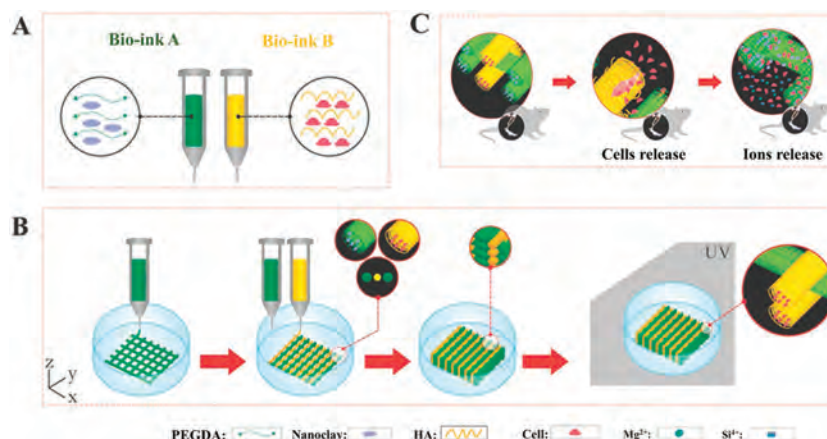 A
Bio-ink A
Bio-ink B
C
Cells release
Ions release
B
UV
z
y
x
PEGDA:
Nanoclay:
HA:
Cell:
Mg²⁺:
Si⁴⁺: